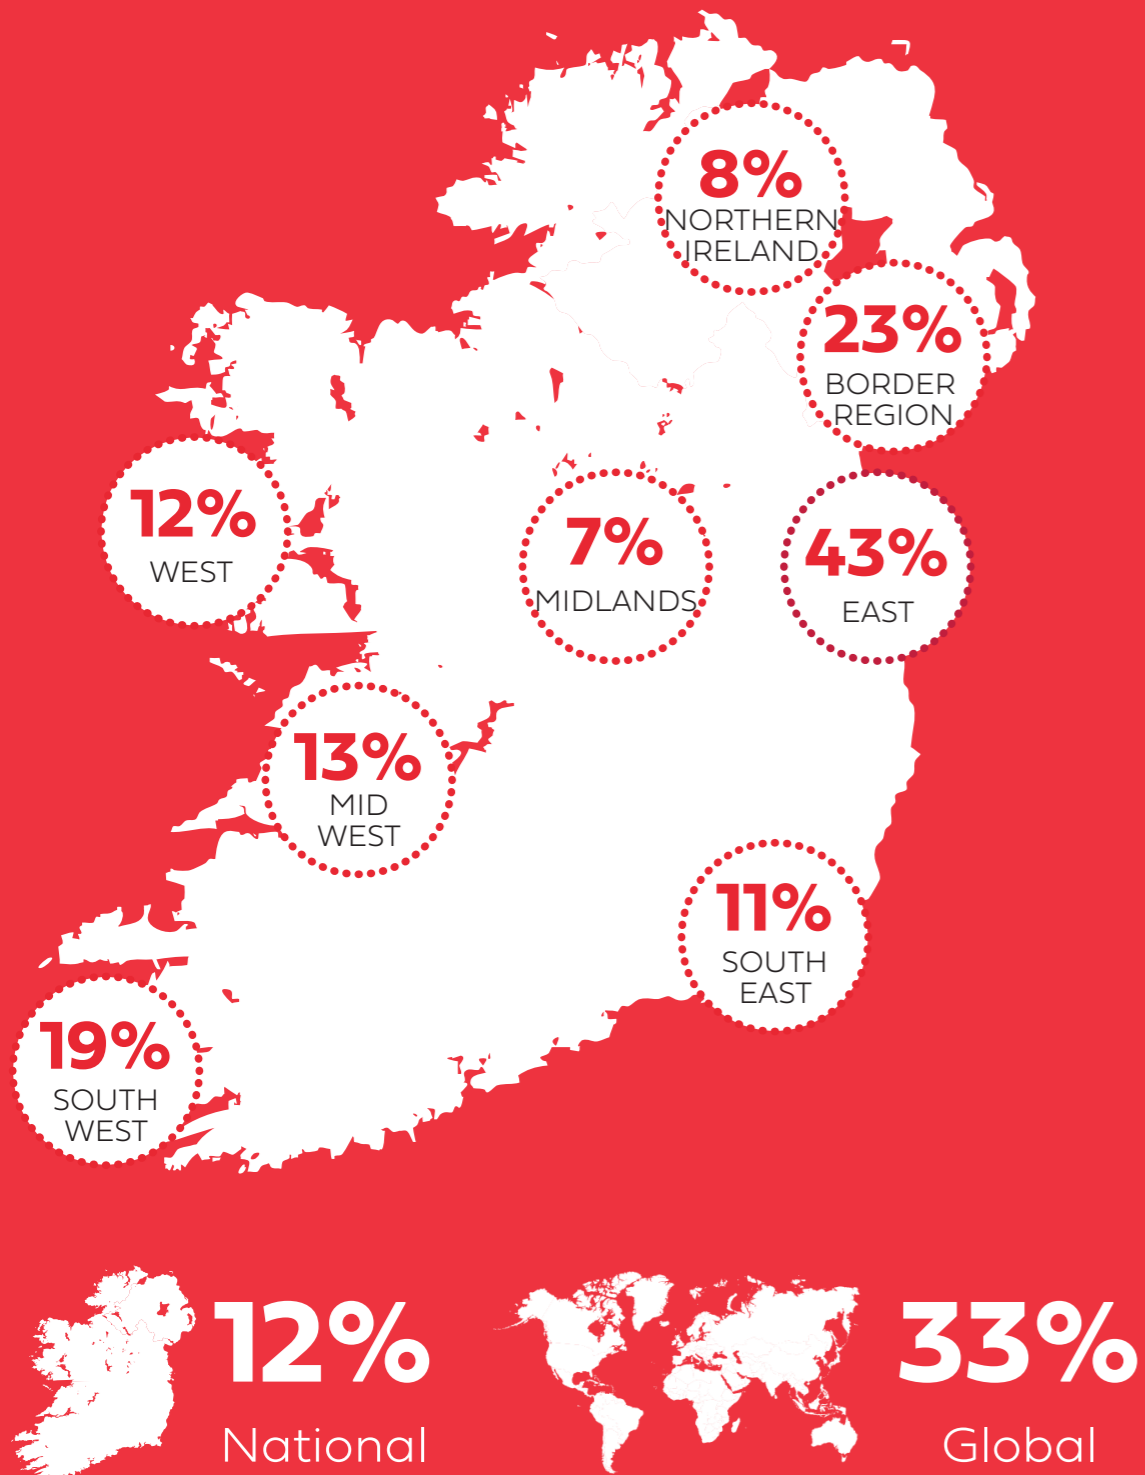 8%
NORTHERN
IRELAND
23%
BORDER
REGION
12%
WEST
7%
MIDLANDS
43%
EAST
13%
MID
WEST
11%
SOUTH
EAST
19%
SOUTH
WEST
12%
National
33%
Global